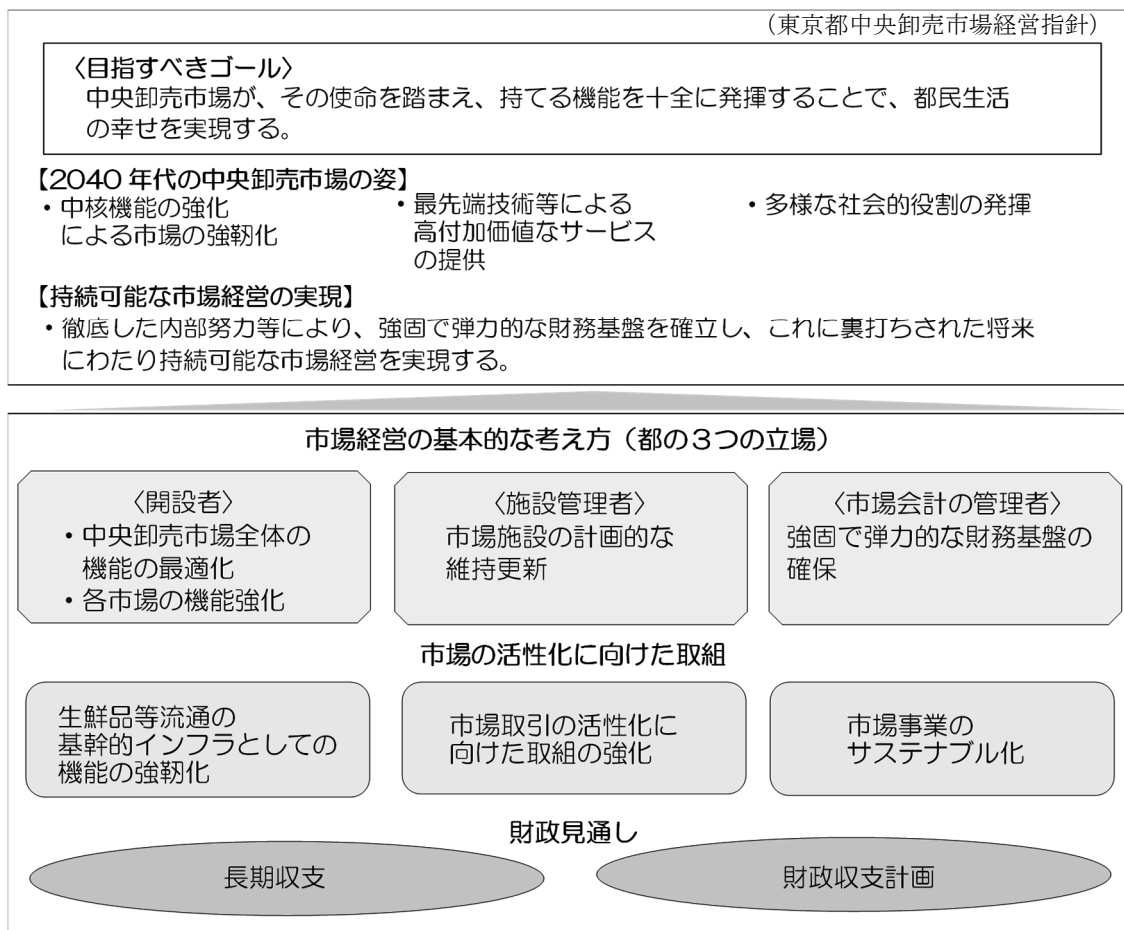 （東京都中央卸売市場経営指針）
〈目指すべきゴール〉
中央卸売市場が、その使命を踏まえ、持てる機能を十全に発揮することで、都民生活
の幸せを実現する。
【2040 年代の中央卸売市場の姿】
・中核機能の強化
による市場の強靭化
・最先端技術等による
高付加価値なサービス
の提供
・多様な社会的役割の発揮
【持続可能な市場経営の実現】
・徹底した内部努力等により、強固で弾力的な財務基盤を確立し、これに裏打ちされた将来
にわたり持続可能な市場経営を実現する。
市場経営の基本的な考え方（都の３つの立場）
〈開設者〉
・中央卸売市場全体の
機能の最適化
・各市場の機能強化
〈施設管理者〉
市場施設の計画的な
維持更新
〈市場会計の管理者〉
強固で弾力的な財務基盤の
確保
市場の活性化に向けた取組
生鮮品等流通の
基幹的インフラとしての
機能の強靭化
市場取引の活性化に
向けた取組の強化
市場事業の
サステナブル化
財政見通し
長期収支
財政収支計画